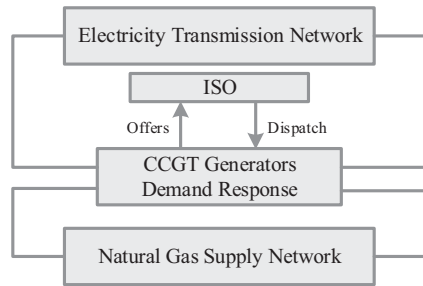 Electricity Transmission Network
ISO
Offers
Dispatch
CCGT Generators
Demand Response
Natural Gas Supply Network